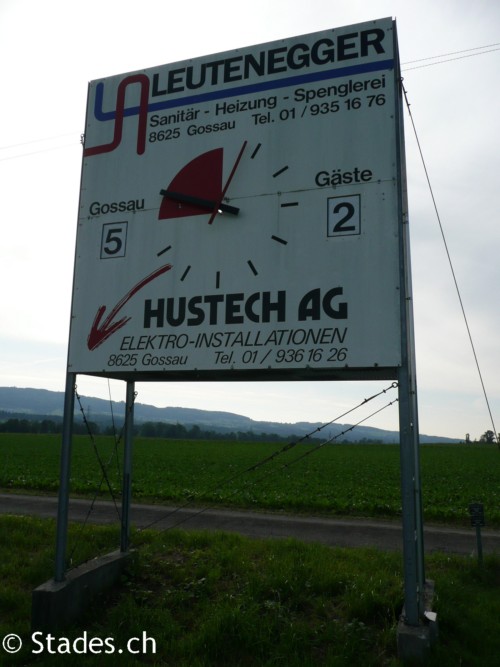 LEUTENEGGER
Sanitär - Heizung - Spenglerei
8625 Gossau Tel. 01 / 935 16 76
Gossau
Gäste
5
2
HUSTECH AG
ELEKTRO-INSTALLATIONEN
8625 Gossau Tel. 01 / 936 16 26
© Stades.ch